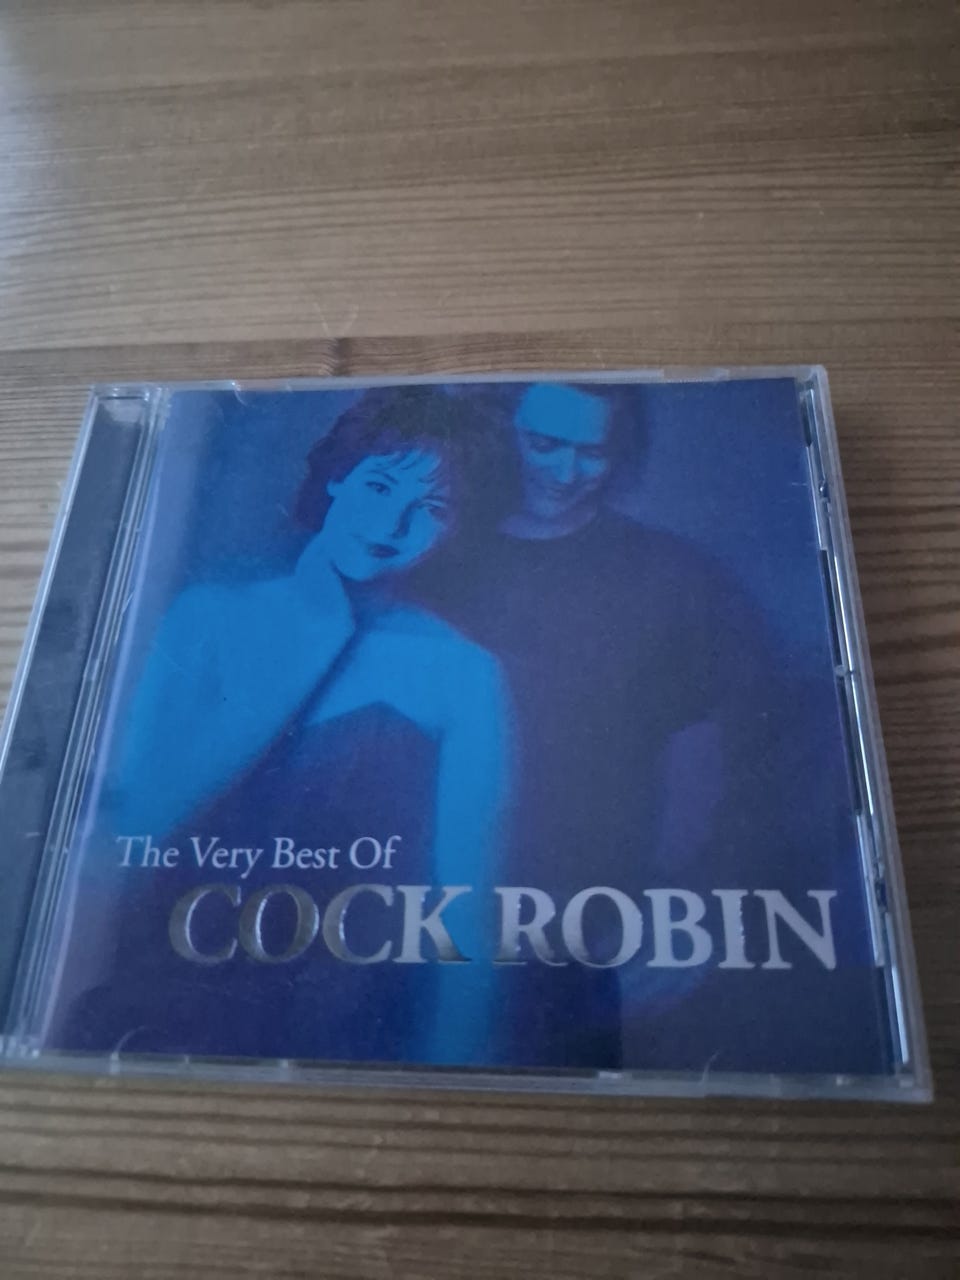 The Very Best Of
COCK ROBIN